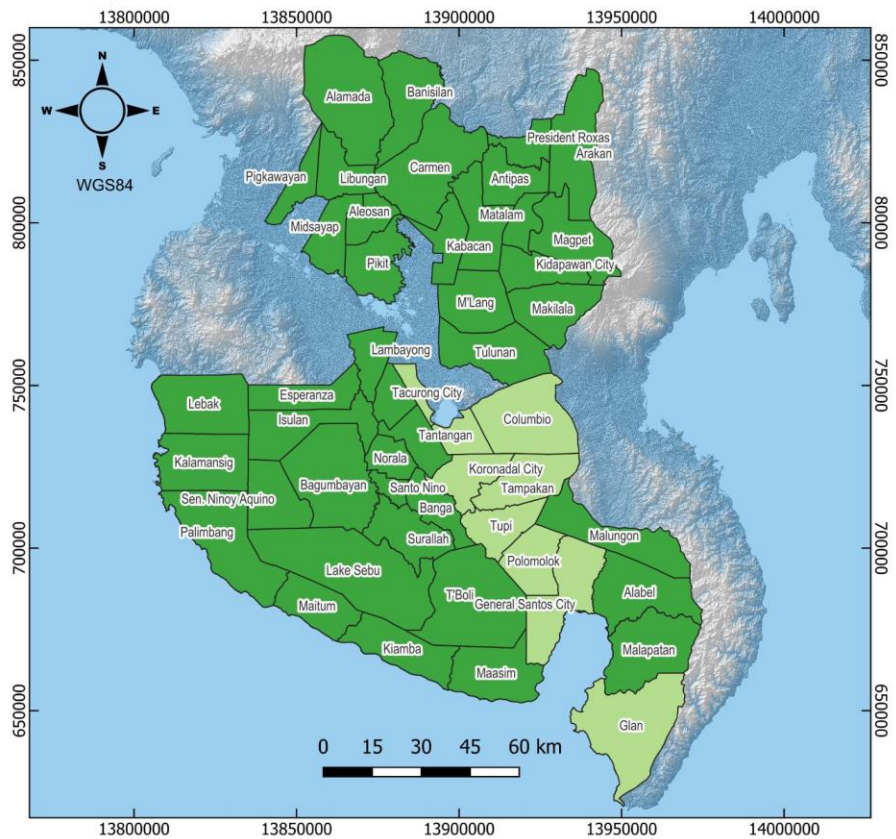 13800000 13850000 13900000 13950000 14000000
850000 850000
N
W E
S
WGS84
Alamada
Banisilan
President Roxas
Arakan
Carmen
Pigkawayan
Libungan
Antipas
Aleosan
Midsayap
Matalam
800000 800000
Magpet
Kabacan
Pikit
Kidapawan City
M'Lang
Makilala
Lambayong
Tulunan
750000 750000
Esperanza
Tacurong City
Lebak
Columbio
Isulan
Tantangan
Norala
Kalamansig
Koronadal City
Bagumbayan
Santo Nino
Tampakan
Sen. Ninoy Aquino
Banga
Palimbang
Tupi
Surallah
Malungon
700000 700000
Lake Sebu
Polomolok
T'Boli
Alabel
General Santos City
Maitum
Kiamba
Malapatan
Maasim
650000 650000
Glan
0 15 30 45 60 km
13800000 13850000 13900000 13950000 14000000